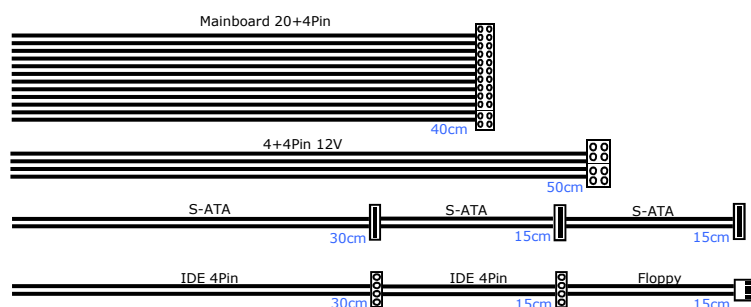 Mainboard 20+4Pin
40cm
4+4Pin 12V
50cm
S-ATA S-ATA S-ATA
30cm 15cm 15cm
IDE 4Pin IDE 4Pin Floppy
30cm 15cm 15cm